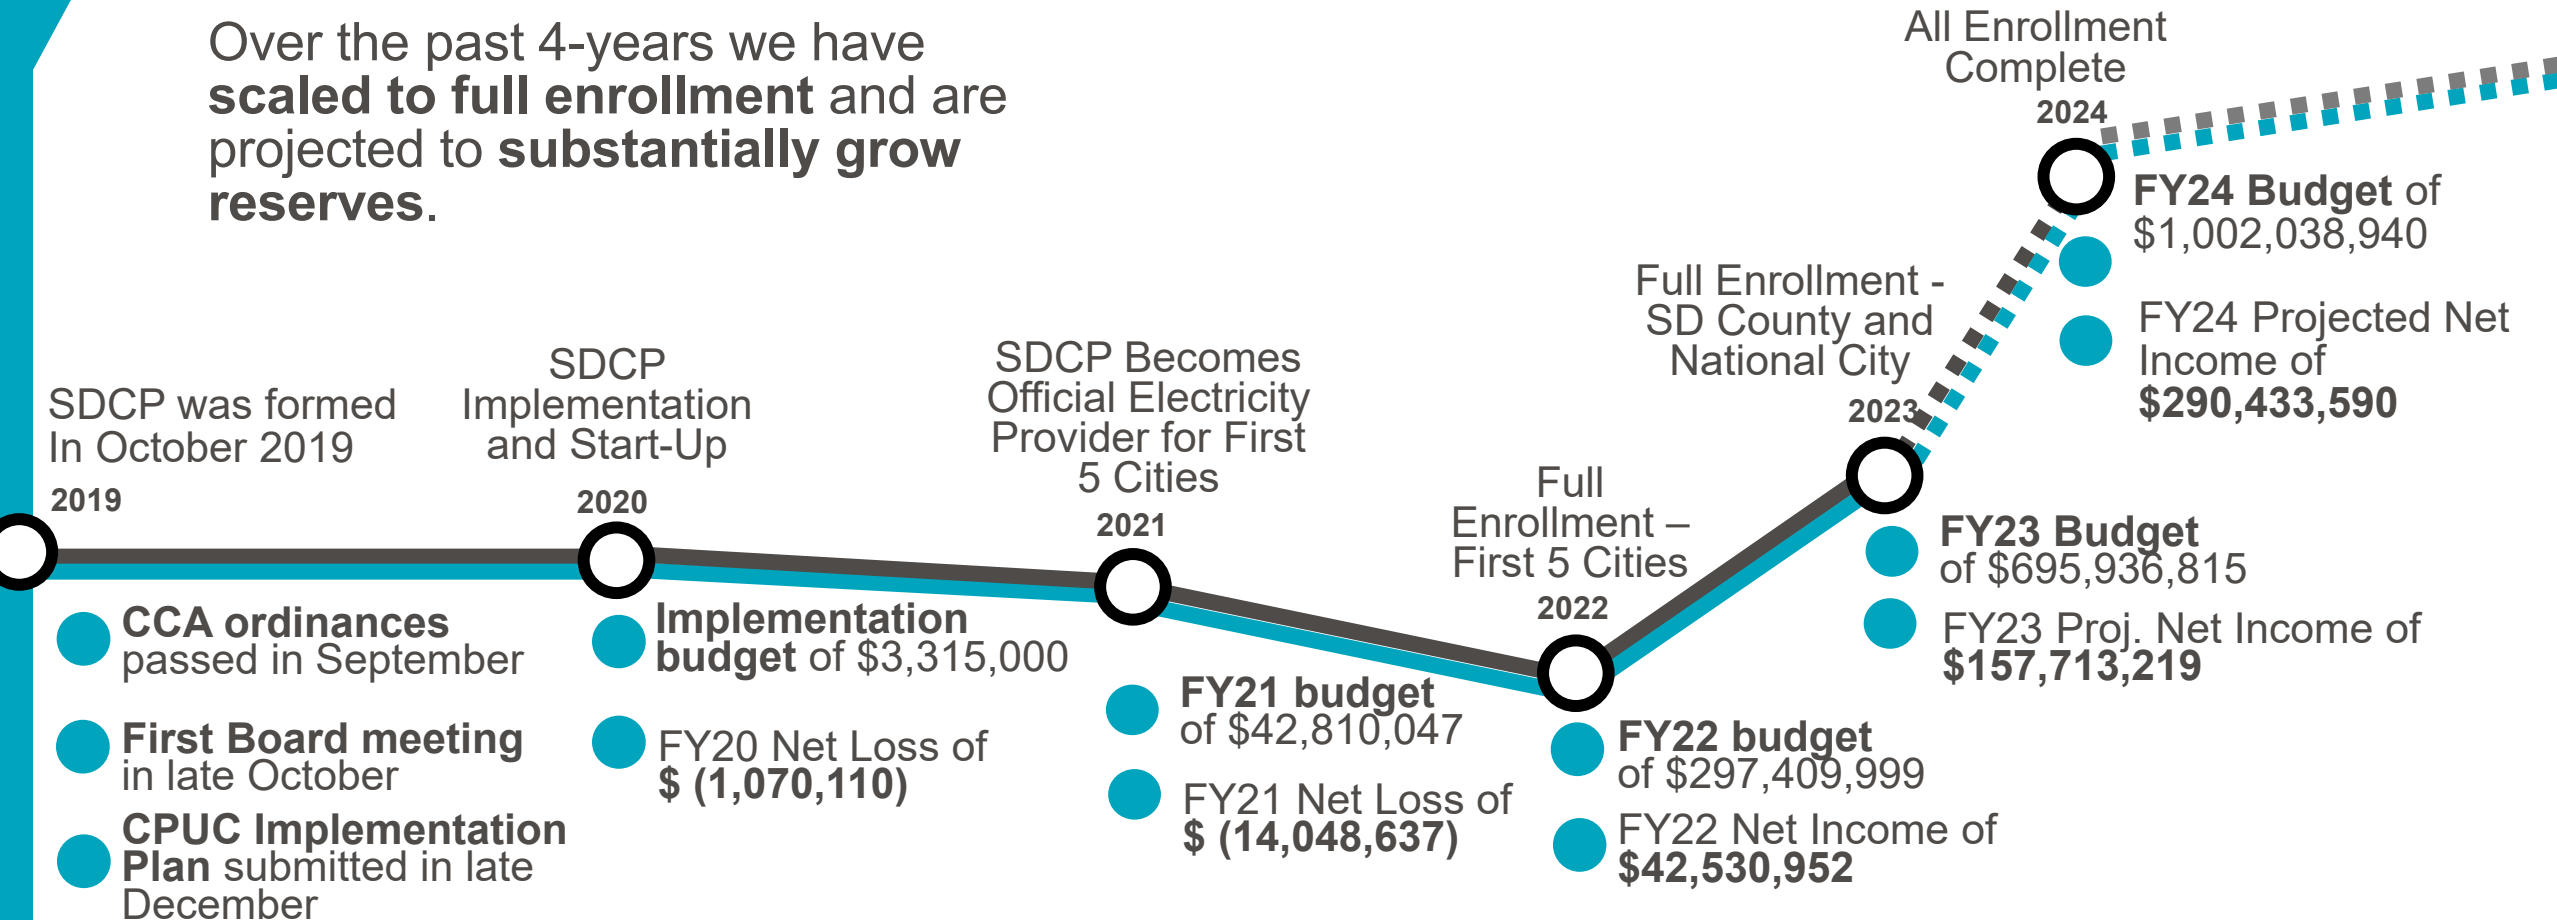 Over the past 4-years we have
scaled to full enrollment and are
projected to substantially grow
reserves.
SDCP was formed
In October 2019
2019
CCA ordinances
passed in September
First Board meeting
in late October
CPUC Implementation
Plan submitted in late
December
SDCP
Implementation
and Start-Up
2020
Implementation
budget of $3,315,000
FY20 Net Loss of
$ (1,070,110)
SDCP Becomes
Official Electricity
Provider for First
5 Cities
2021
FY21 budget
of $42,810,047
FY21 Net Loss of
$ (14,048,637)
Full
Enrollment –
First 5 Cities
2022
FY22 budget
of $297,409,999
FY22 Net Income of
$42,530,952
Full Enrollment -
SD County and
National City
2023
FY23 Budget
of $695,936,815
FY23 Proj. Net Income of
$157,713,219
All Enrollment
Complete
2024
FY24 Budget of
$1,002,038,940
FY24 Projected Net
Income of
$290,433,590